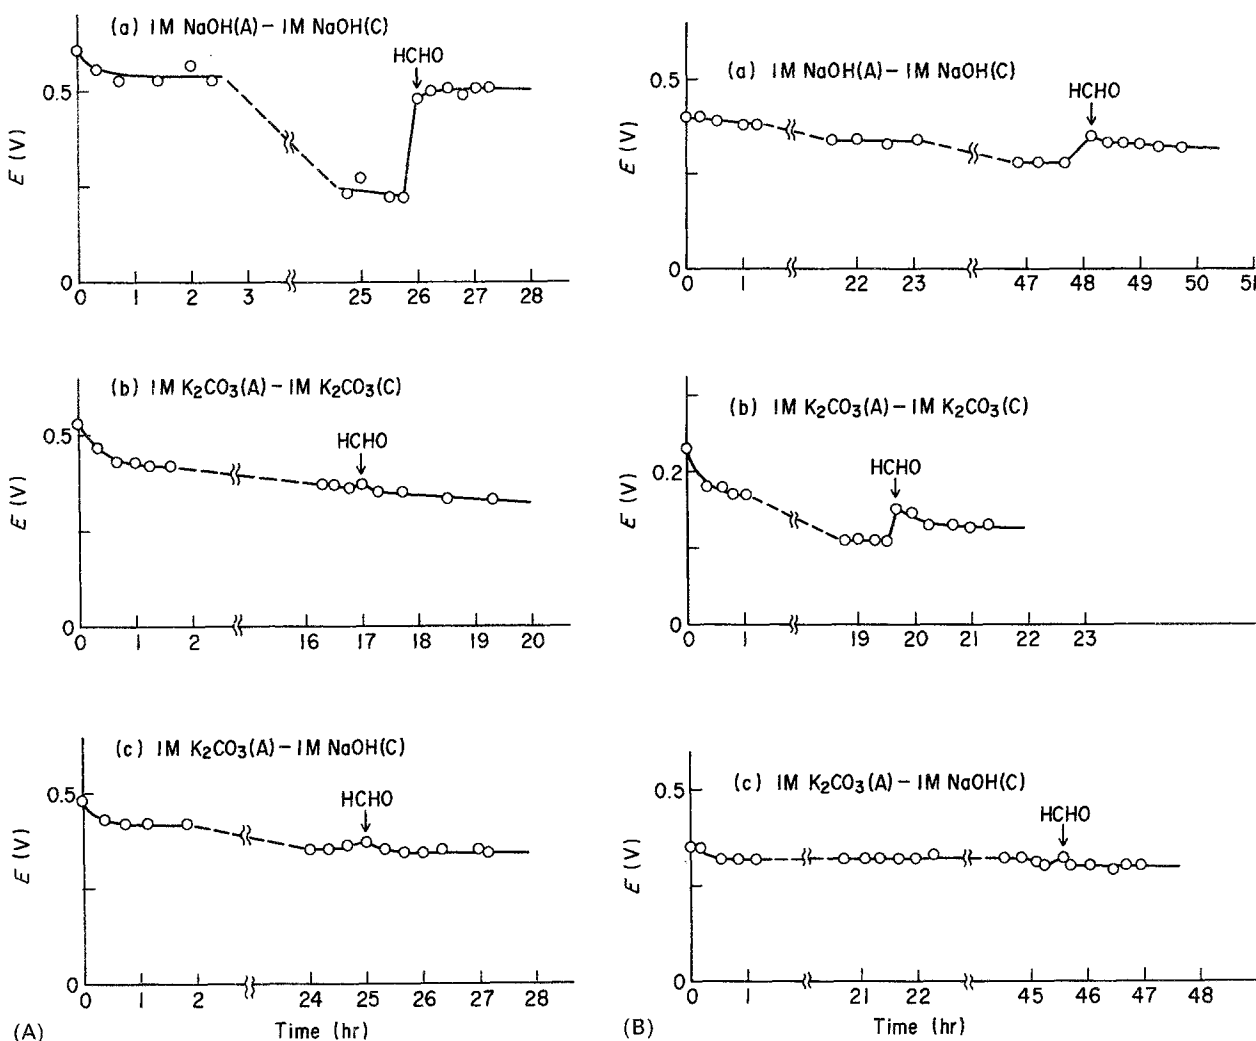 (a) 1M NaOH(A) – 1M NaOH(C)
HCHO
0.5
E (V)
0
0 1 2 3 25 26 27 28
(b) 1M K₂CO₃(A) – 1M K₂CO₃(C)
HCHO
0.5
E (V)
0
0 1 2 16 17 18 19 20
(c) 1M K₂CO₃(A) – 1M NaOH(C)
HCHO
0.5
E (V)
0
0 1 2 24 25 26 27 28
(A) Time (hr)
(a) 1M NaOH(A) – 1M NaOH(C)
HCHO
0.5
E (V)
0
0 1 22 23 47 48 49 50 51
(b) 1M K₂CO₃(A) – 1M K₂CO₃(C)
HCHO
0.2
E (V)
0
0 1 19 20 21 22 23
(c) 1M K₂CO₃(A) – 1M NaOH(C)
HCHO
0.5
E (V)
0
0 1 21 22 45 46 47 48
(B) Time (hr)